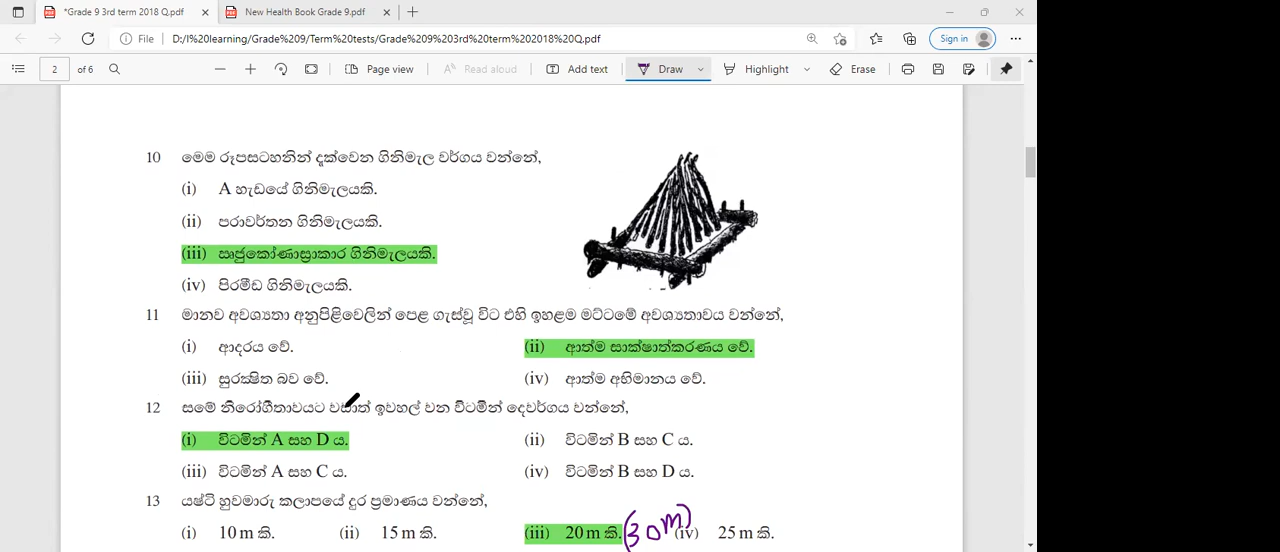 *Grade 9 3rd term 2018 Q.pdf New Health Book Grade 9.pdf
File D:/I%20learning/Grade%209/Term%20tests/Grade%209%203rd%20term%202018%20Q.pdf Sign in
2 of 6 Page view Read aloud Add text Draw Highlight Erase
10 මෙම රූපසටහනින් දැක්වෙන ගිනිමැල වර්ගය වන්නේ,
(i) A හැඩයේ ගිනිමැලයකි.
(ii) පරාවර්තන ගිනිමැලයකි.
(iii) ඍජුකෝණාස්‍රාකාර ගිනිමැලයකි.
(iv) පිරමීඩ ගිනිමැලයකි.
11 මානව අවශ්‍යතා අනුපිළිවෙලින් පෙළ ගැස්වූ විට එහි ඉහළම මට්ටමේ අවශ්‍යතාවය වන්නේ,
(i) ආදරය වේ. (ii) ආත්ම සාක්ෂාත්කරණය වේ.
(iii) සුරක්‍ෂිත බව වේ. (iv) ආත්ම අභිමානය වේ.
12 සමේ නිරෝගීතාවයට වඩාත් ඉවහල් වන විටමින් දෙවර්ගය වන්නේ,
(i) විටමින් A සහ D ය. (ii) විටමින් B සහ C ය.
(iii) විටමින් A සහ C ය. (iv) විටමින් B සහ D ය.
13 යෂ්ටි හුවමාරු කලාපයේ දුර ප්‍රමාණය වන්නේ,
(i) 10 m කි. (ii) 15 m කි. (iii) 20 m කි. (30m) (iv) 25 m කි.